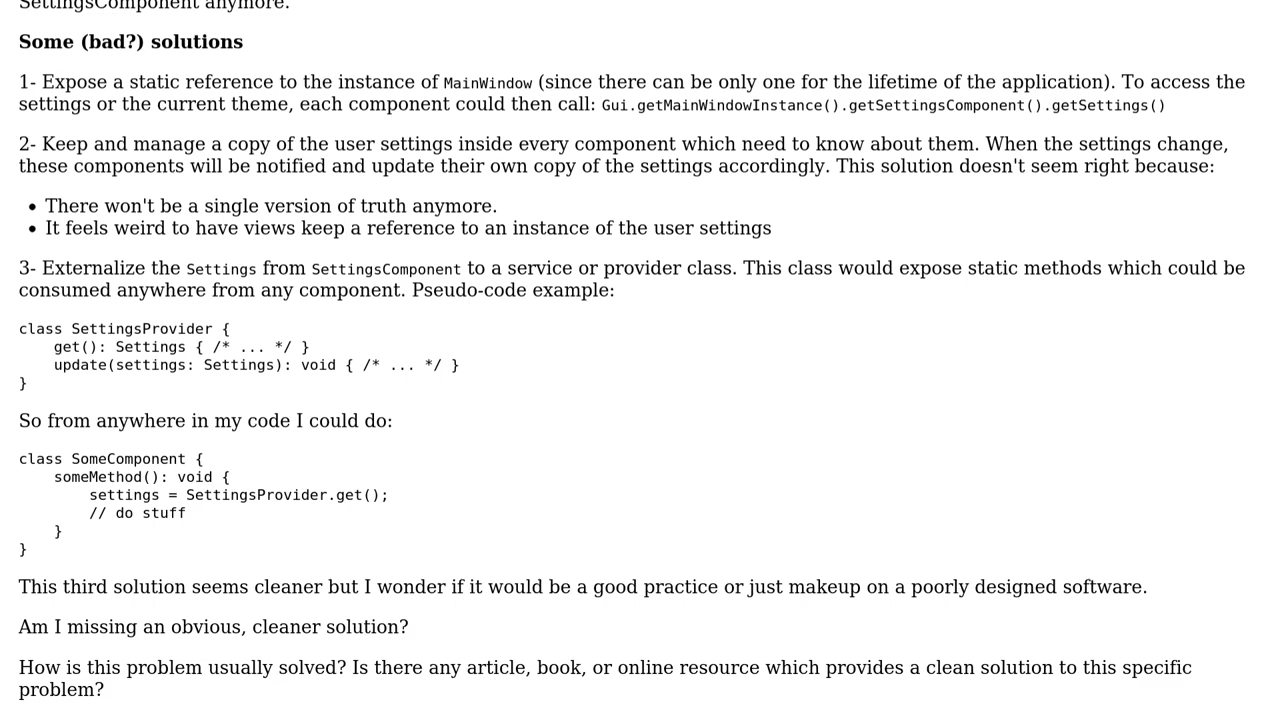 SettingsComponent anymore.
Some (bad?) solutions
1- Expose a static reference to the instance of MainWindow (since there can be only one for the lifetime of the application). To access the
settings or the current theme, each component could then call: Gui.getMainWindowInstance().getSettingsComponent().getSettings()
2- Keep and manage a copy of the user settings inside every component which need to know about them. When the settings change,
these components will be notified and update their own copy of the settings accordingly. This solution doesn't seem right because:
• There won't be a single version of truth anymore.
• It feels weird to have views keep a reference to an instance of the user settings
3- Externalize the Settings from SettingsComponent to a service or provider class. This class would expose static methods which could be
consumed anywhere from any component. Pseudo-code example:
class SettingsProvider {
    get(): Settings { /* ... */ }
    update(settings: Settings): void { /* ... */ }
}
So from anywhere in my code I could do:
class SomeComponent {
    someMethod(): void {
        settings = SettingsProvider.get();
        // do stuff
    }
}
This third solution seems cleaner but I wonder if it would be a good practice or just makeup on a poorly designed software.
Am I missing an obvious, cleaner solution?
How is this problem usually solved? Is there any article, book, or online resource which provides a clean solution to this specific
problem?